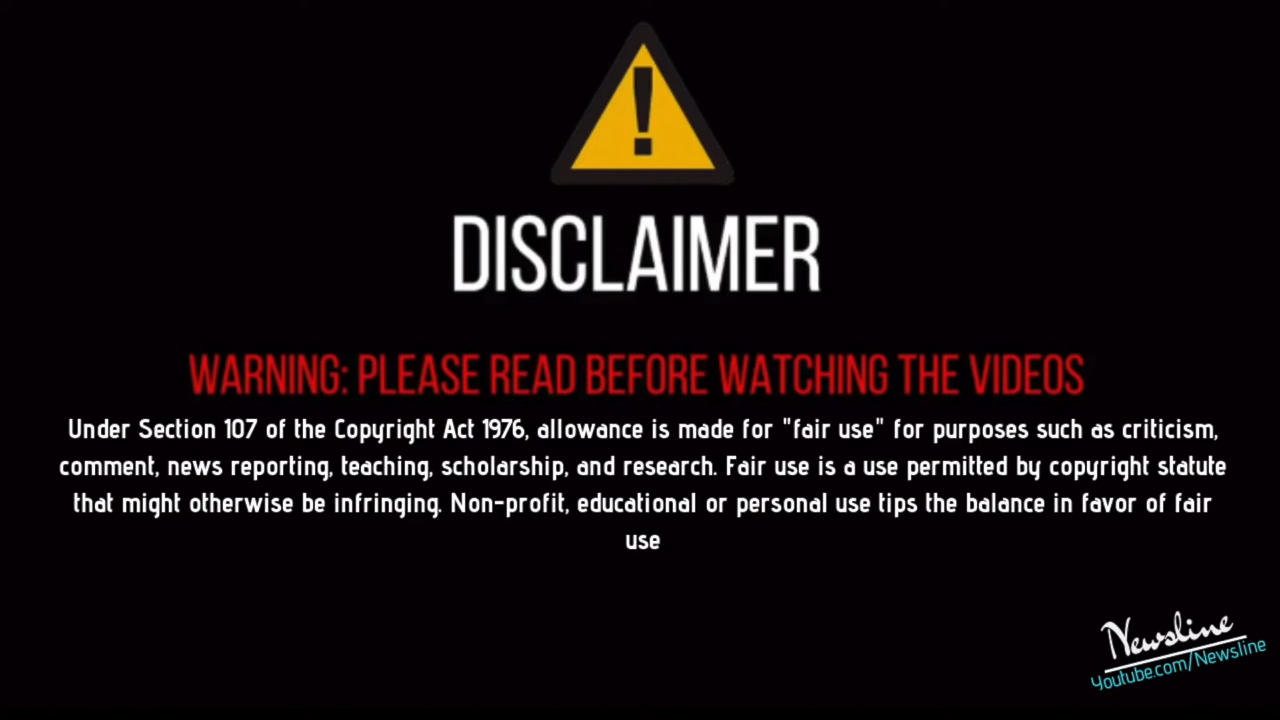 !
DISCLAIMER
WARNING: PLEASE READ BEFORE WATCHING THE VIDEOS
Under Section 107 of the Copyright Act 1976, allowance is made for "fair use" for purposes such as criticism,
comment, news reporting, teaching, scholarship, and research. Fair use is a use permitted by copyright statute
that might otherwise be infringing. Non-profit, educational or personal use tips the balance in favor of fair
use
Newsline
Youtube.com/Newsline